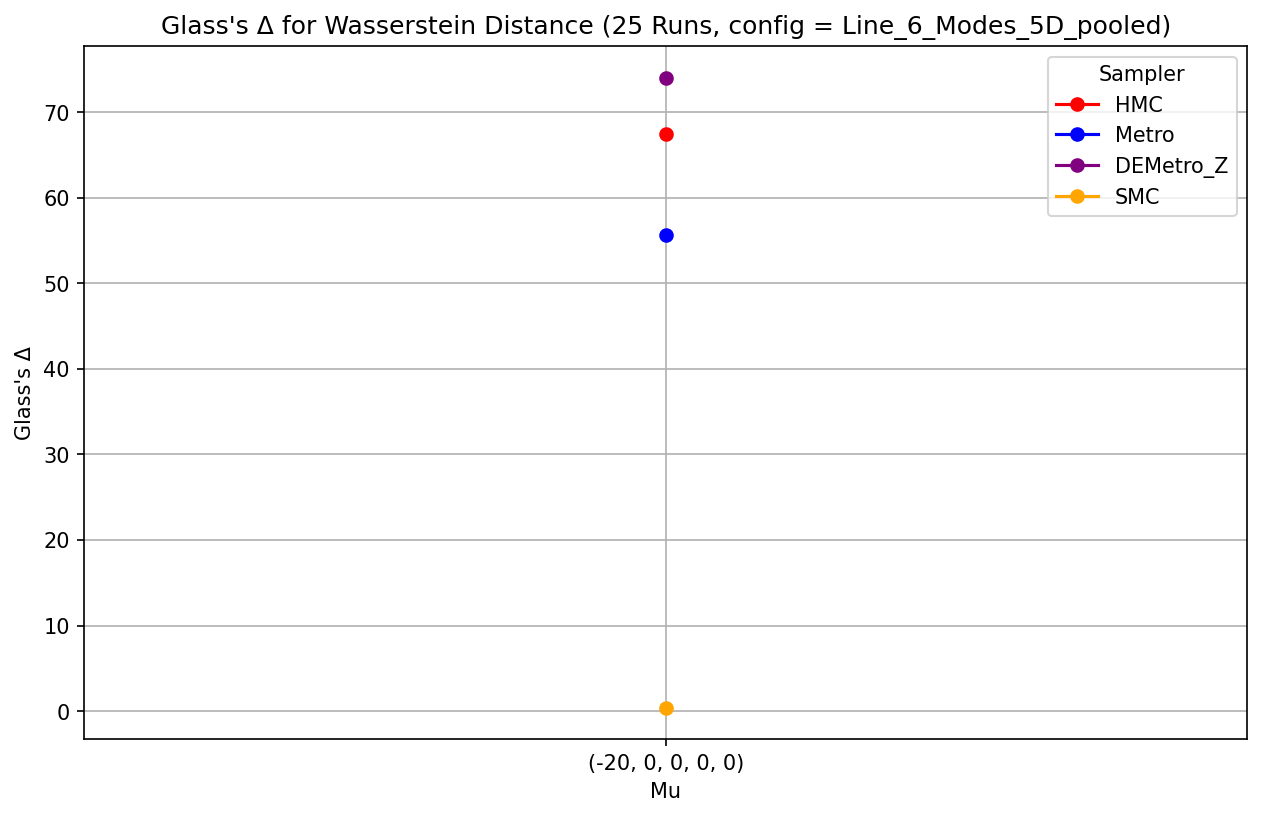 Glass's Δ for Wasserstein Distance (25 Runs, config = Line_6_Modes_5D_pooled)
Sampler
HMC
Metro
DEMetro_Z
SMC
Glass's Δ
70
60
50
40
30
20
10
0
(-20, 0, 0, 0, 0)
Mu